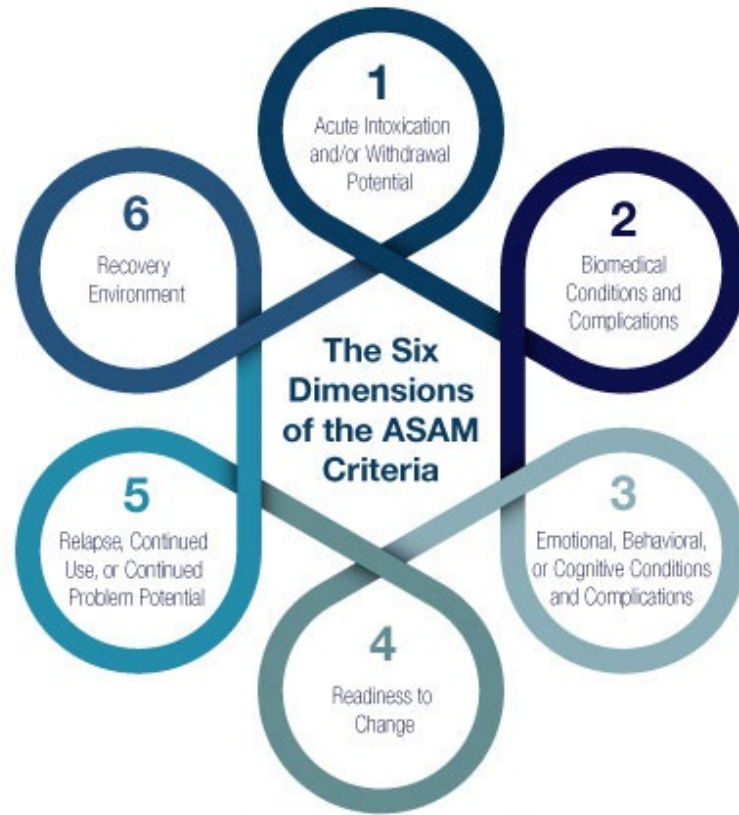 The Six
Dimensions
of the ASAM
Criteria
1
Acute Intoxication
and/or Withdrawal
Potential
2
Biomedical
Conditions and
Complications
3
Emotional, Behavioral,
or Cognitive Conditions
and Complications
4
Readiness to
Change
5
Relapse, Continued
Use, or Continued
Problem Potential
6
Recovery
Environment